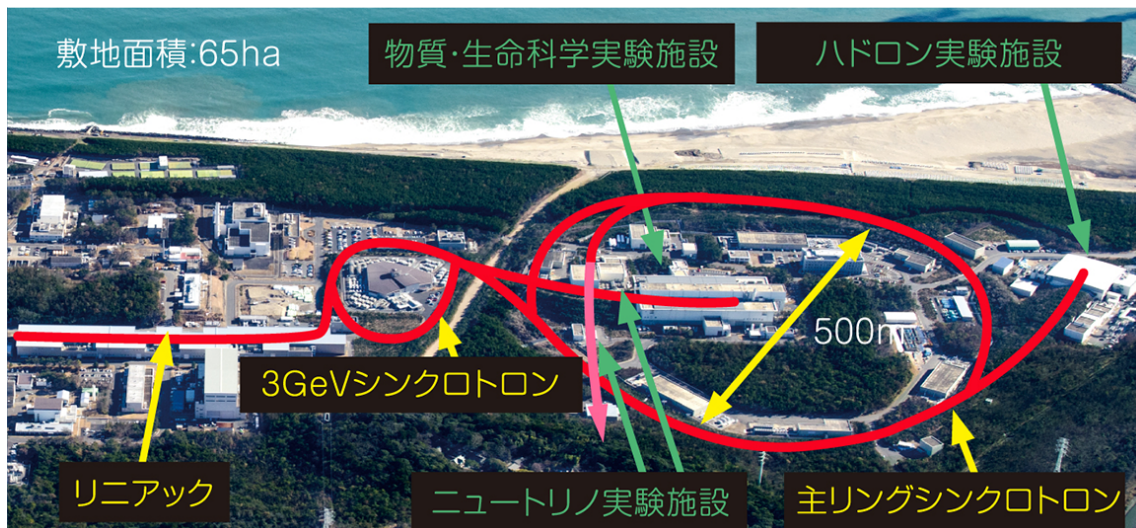 敷地面積:65ha
物質・生命科学実験施設
ハドロン実験施設
500m
3GeVシンクロトロン
リニアック
ニュートリノ実験施設
主リングシンクロトロン